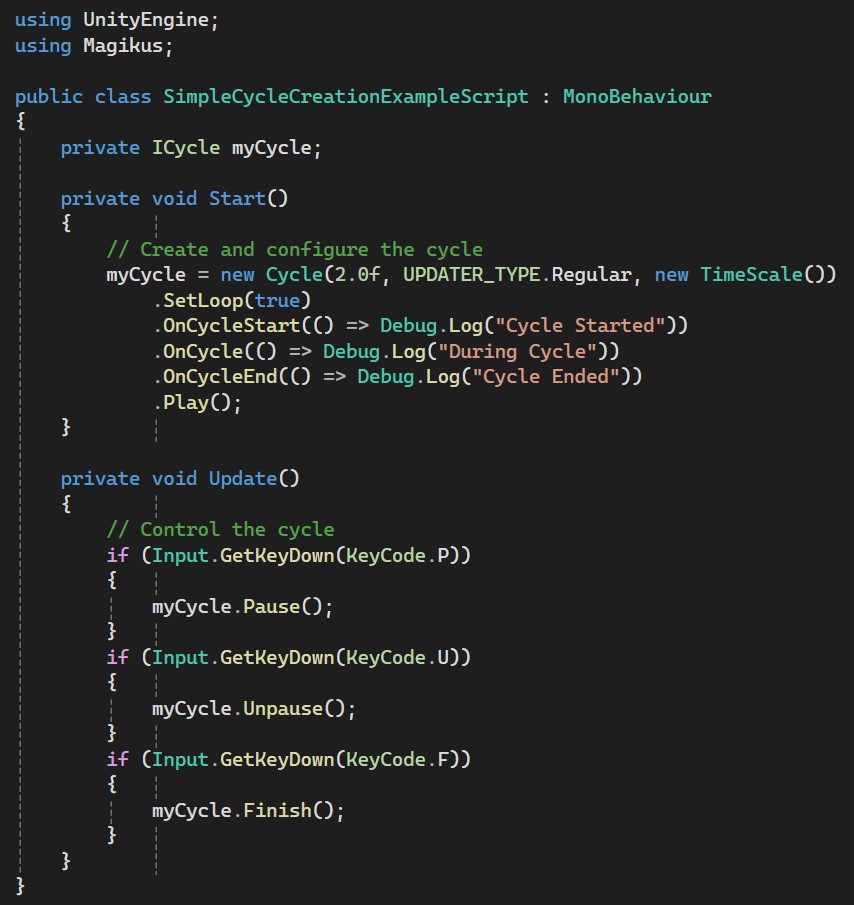 using UnityEngine;
using Magikus;

public class SimpleCycleCreationExampleScript : MonoBehaviour
{
    private ICycle myCycle;

    private void Start()
    {
        // Create and configure the cycle
        myCycle = new Cycle(2.0f, UPDATER_TYPE.Regular, new TimeScale())
            .SetLoop(true)
            .OnCycleStart(() => Debug.Log("Cycle Started"))
            .OnCycle(() => Debug.Log("During Cycle"))
            .OnCycleEnd(() => Debug.Log("Cycle Ended"))
            .Play();
    }

    private void Update()
    {
        // Control the cycle
        if (Input.GetKeyDown(KeyCode.P))
        {
            myCycle.Pause();
        }
        if (Input.GetKeyDown(KeyCode.U))
        {
            myCycle.Unpause();
        }
        if (Input.GetKeyDown(KeyCode.F))
        {
            myCycle.Finish();
        }
    }
}